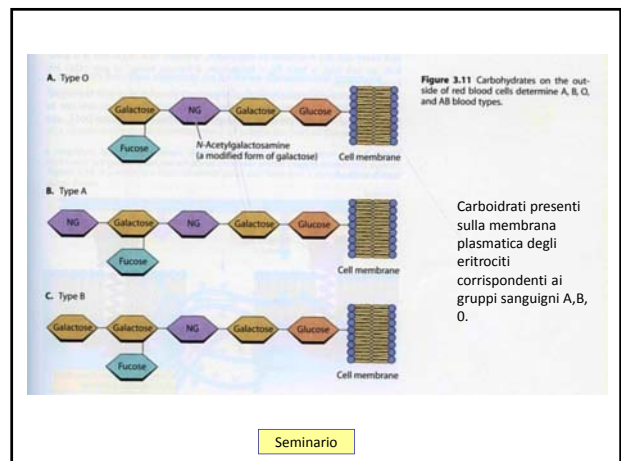 A. Type O
Galactose
NG
Galactose
Glucose
Fucose
N-Acetylgalactosamine
(a modified form of galactose)
Cell membrane
Figure 3.11 Carbohydrates on the out-
side of red blood cells determine A, B, O,
and AB blood types.
B. Type A
NG
Galactose
NG
Galactose
Glucose
Fucose
Cell membrane
C. Type B
Galactose
Galactose
NG
Galactose
Glucose
Fucose
Cell membrane
Carboidrati presenti
sulla membrana
plasmatica degli
eritrociti
corrispondenti ai
gruppi sanguigni A,B,
0.
Seminario